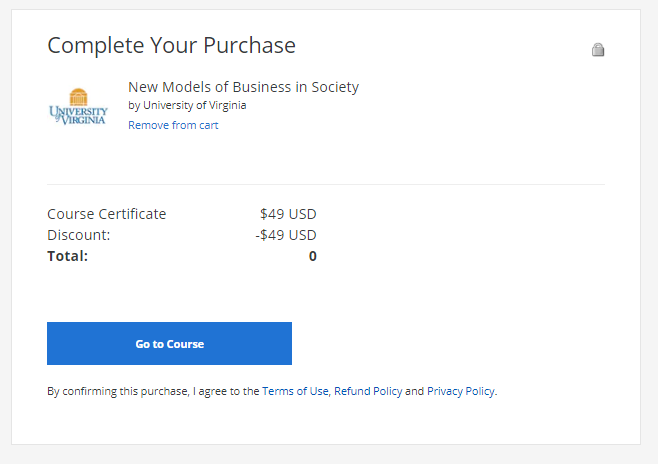 Complete Your Purchase
New Models of Business in Society
UNIVERSITY
of VIRGINIA
by University of Virginia
Remove from cart
Course Certificate $49 USD
Discount: -$49 USD
Total: 0
Go to Course
By confirming this purchase, I agree to the Terms of Use, Refund Policy and Privacy Policy.